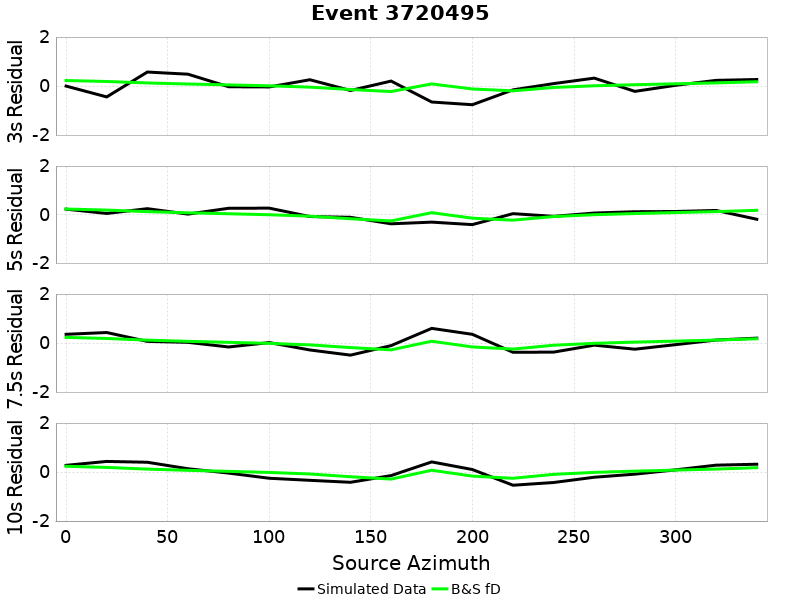 Event 3720495
3s Residual
2
0
-2
5s Residual
2
0
-2
7.5s Residual
2
0
-2
10s Residual
2
0
-2
0 50 100 150 200 250 300
Source Azimuth
Simulated Data B&S fD